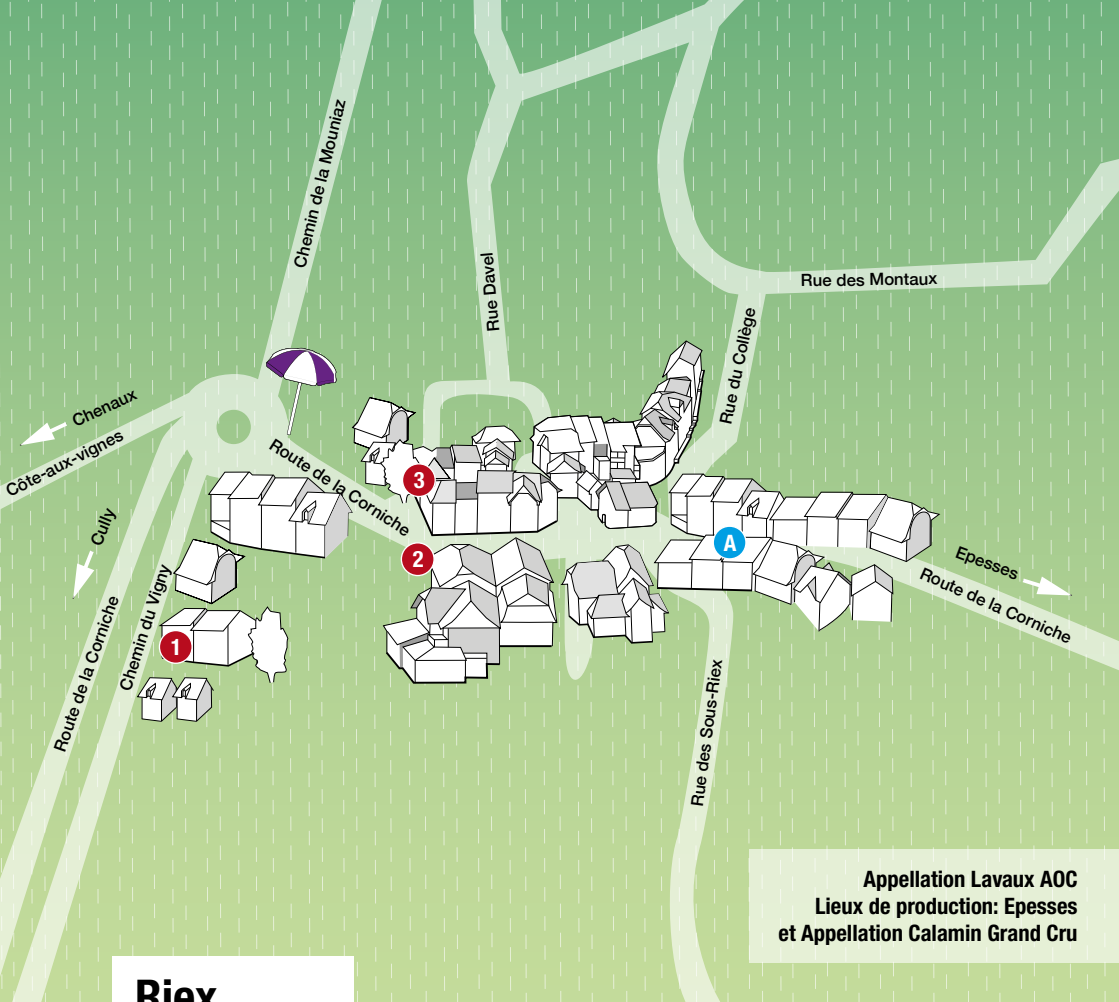 Chemin de la Mouniaz
Rue Davel
Rue des Montaux
Rue du Collège
Chenaux
Côte-aux-vignes
Route de la Corniche
Cully
3
2
A
Epesses
Route de la Corniche
Chemin du Vigny
1
Route de la Corniche
Rue des Sous-Riex
Appellation Lavaux AOC
Lieux de production: Epesses
et Appellation Calamin Grand Cru
Riex